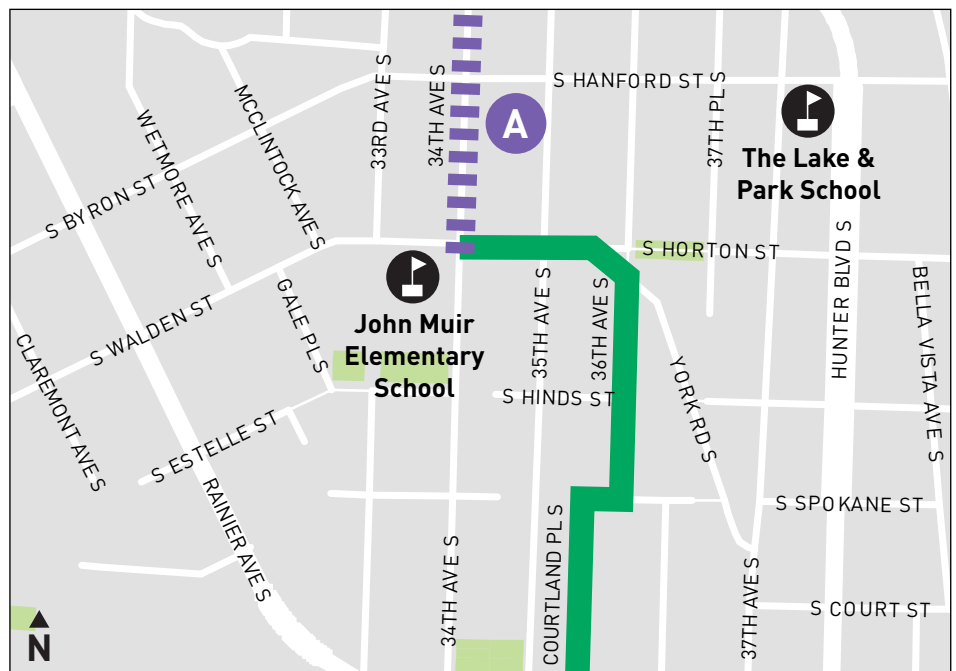 S HANFORD ST
33RD AVE S
34TH AVE S
37TH PL S
A
MCCLINTOCK AVE S
WETMORE AVE S
The Lake &
Park School
S BYRON ST
S HORTON ST
HUNTER BLVD S
John Muir
Elementary
School
GALE PL S
35TH AVE S
36TH AVE S
BELLA VISTA AVE S
S WALDEN ST
CLAREMONT AVE S
YORK RD S
S HINDS ST
S ESTELLE ST
RAINIER AVE S
S SPOKANE ST
34TH AVE S
COURTLAND PL S
37TH AVE S
S COURT ST
N